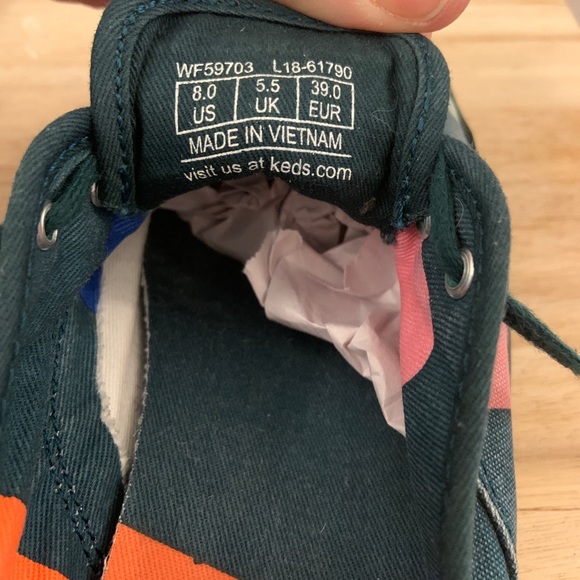 WF59703 L18-61790
8.0 5.5 39.0
US UK EUR
MADE IN VIETNAM
visit us at keds.com